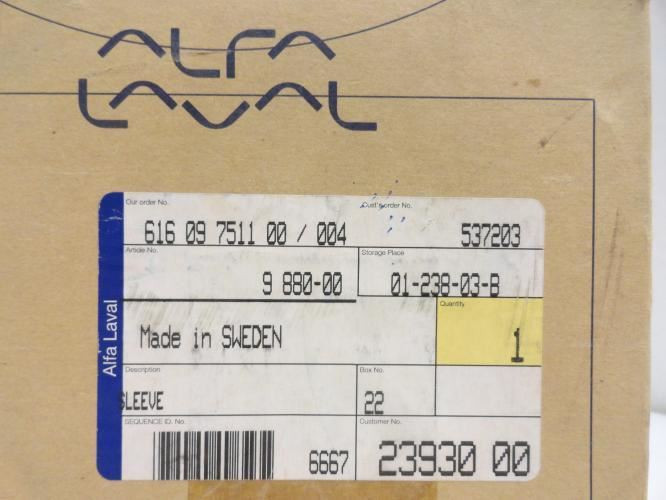 ALFA
LAVAL
Alfa Laval
Our order No.
Cust's order No.
616 09 7511 00 / 004
537203
Article No.
Storage Place
9 880-00
01-238-03-B
Quantity
Made in SWEDEN
1
Description
Box No.
SLEEVE
22
SEQUENCE ID. No.
Customer No.
6667
23930 00